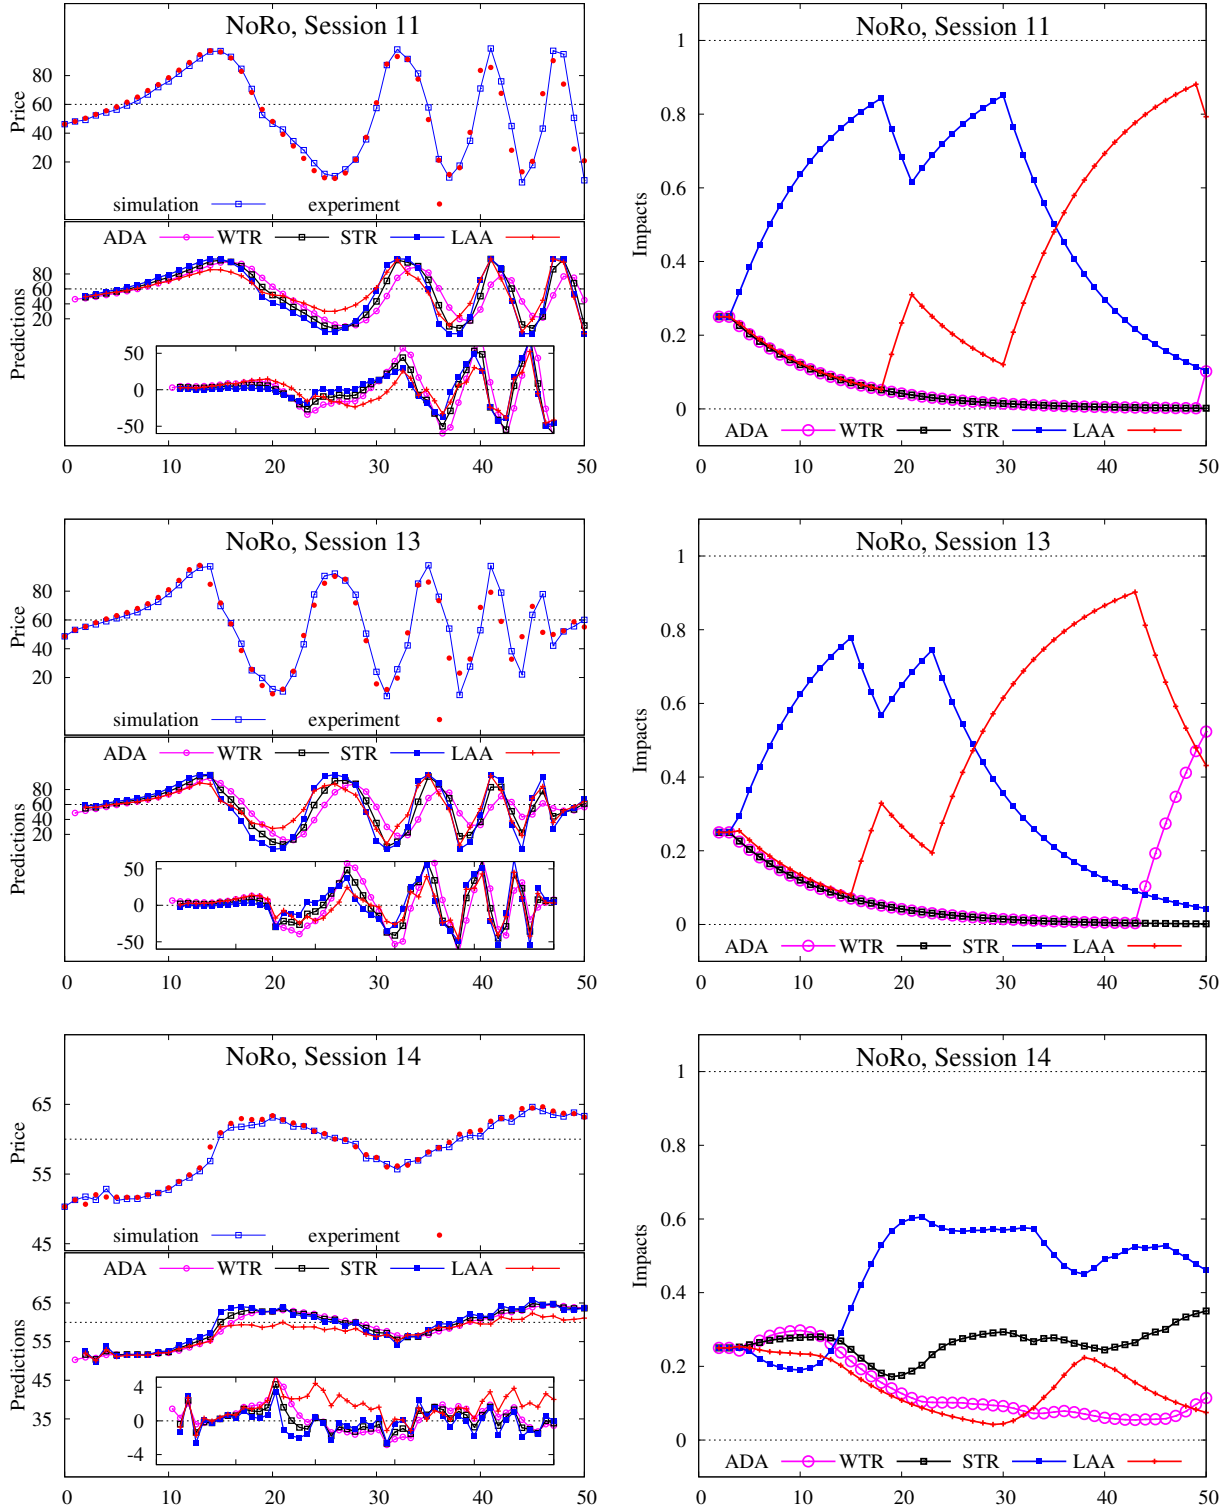 NoRo, Session 11
Price
80
60
40
20
simulation experiment
ADA WTR STR LAA
Predictions
80
60
40
20
50
0
-50
0 10 20 30 40 50
NoRo, Session 11
Impacts
1
0.8
0.6
0.4
0.2
0
ADA WTR STR LAA
0 10 20 30 40 50
NoRo, Session 13
Price
80
60
40
20
simulation experiment
ADA WTR STR LAA
Predictions
80
60
40
20
50
0
-50
0 10 20 30 40 50
NoRo, Session 13
Impacts
1
0.8
0.6
0.4
0.2
0
ADA WTR STR LAA
0 10 20 30 40 50
NoRo, Session 14
Price
65
55
45
simulation experiment
ADA WTR STR LAA
Predictions
65
55
45
35
4
0
-4
0 10 20 30 40 50
NoRo, Session 14
Impacts
1
0.8
0.6
0.4
0.2
0
ADA WTR STR LAA
0 10 20 30 40 50